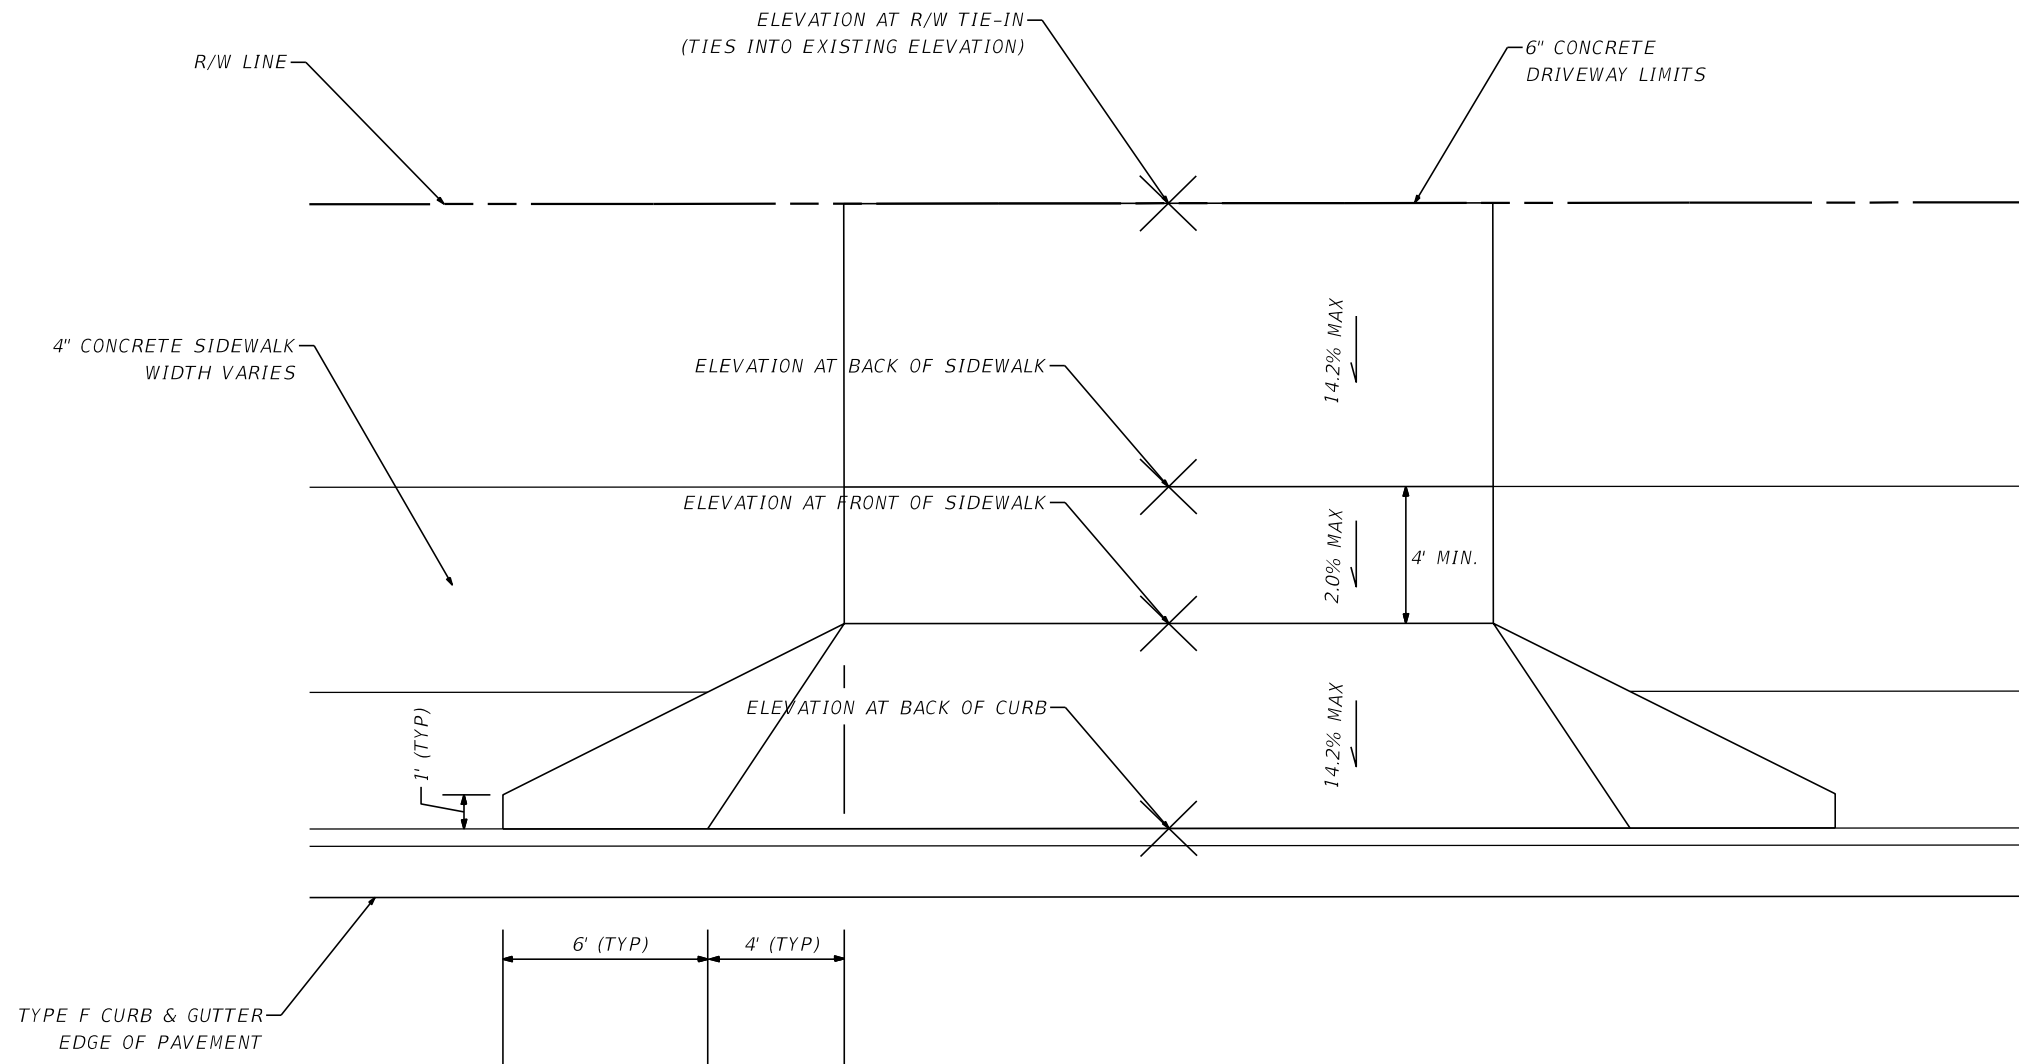 ELEVATION AT R/W TIE-IN
(TIES INTO EXISTING ELEVATION)
R/W LINE
6" CONCRETE
DRIVEWAY LIMITS
14.2% MAX
4" CONCRETE SIDEWALK
WIDTH VARIES
ELEVATION AT BACK OF SIDEWALK
ELEVATION AT FRONT OF SIDEWALK
2.0% MAX
4' MIN.
ELEVATION AT BACK OF CURB
14.2% MAX
1' (TYP)
6' (TYP)
4' (TYP)
TYPE F CURB & GUTTER
EDGE OF PAVEMENT